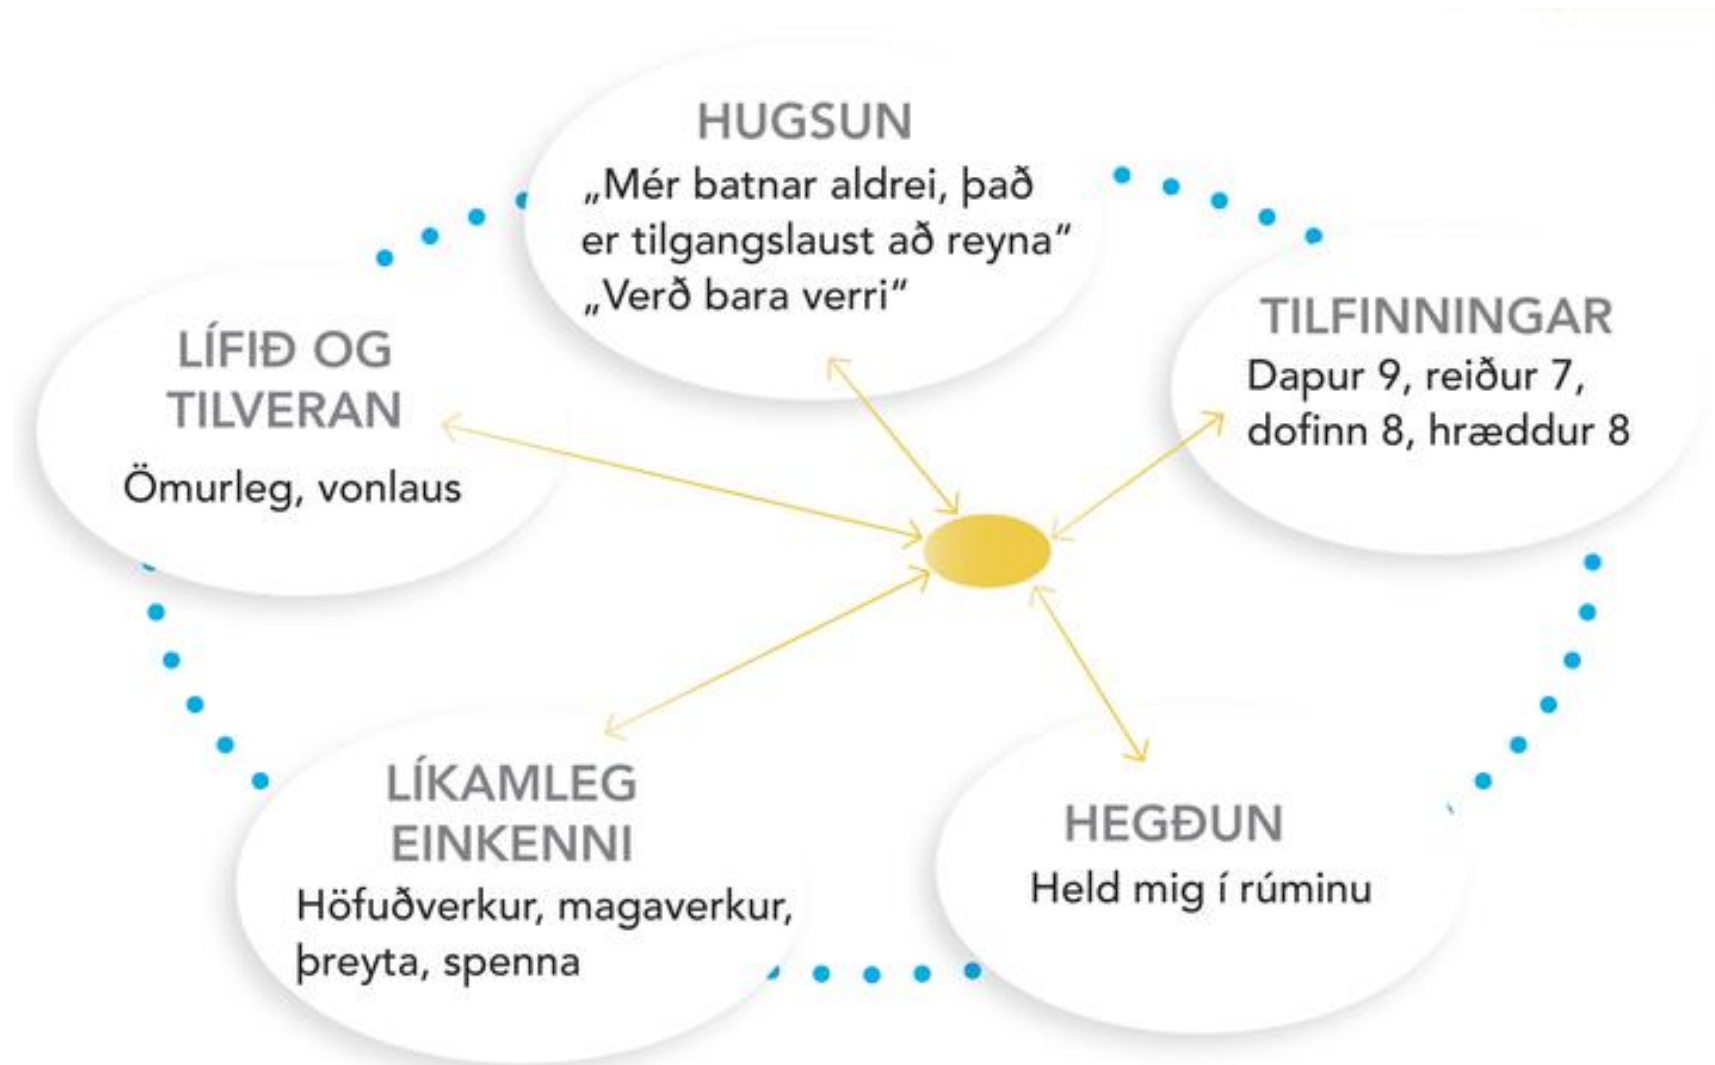 HUGSUN
„Mér batnar aldrei, það
er tilgangslaust að reyna“
„Verð bara verri“
TILFINNINGAR
Dapur 9, reiður 7,
dofinn 8, hræddur 8
LÍFIÐ OG
TILVERAN
Ömurleg, vonlaus
LÍKAMLEG
EINKENNI
Höfuðverkur, magaverkur,
þreyta, spenna
HEGÐUN
Held mig í rúminu